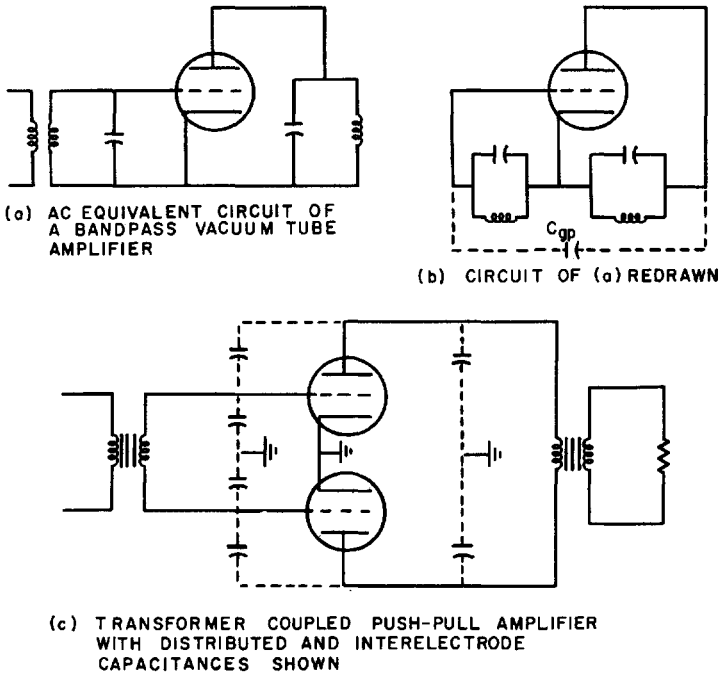 (a) AC EQUIVALENT CIRCUIT OF
A BANDPASS VACUUM TUBE
AMPLIFIER
Cgp
(b) CIRCUIT OF (a) REDRAWN
(c) TRANSFORMER COUPLED PUSH-PULL AMPLIFIER
WITH DISTRIBUTED AND INTERELECTRODE
CAPACITANCES SHOWN